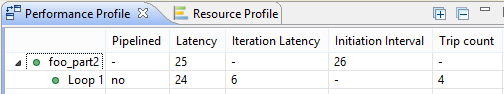 Performance Profile Resource Profile
Pipelined Latency Iteration Latency Initiation Interval Trip count
foo_part2 - 25 - 26 -
Loop 1 no 24 6 - 4